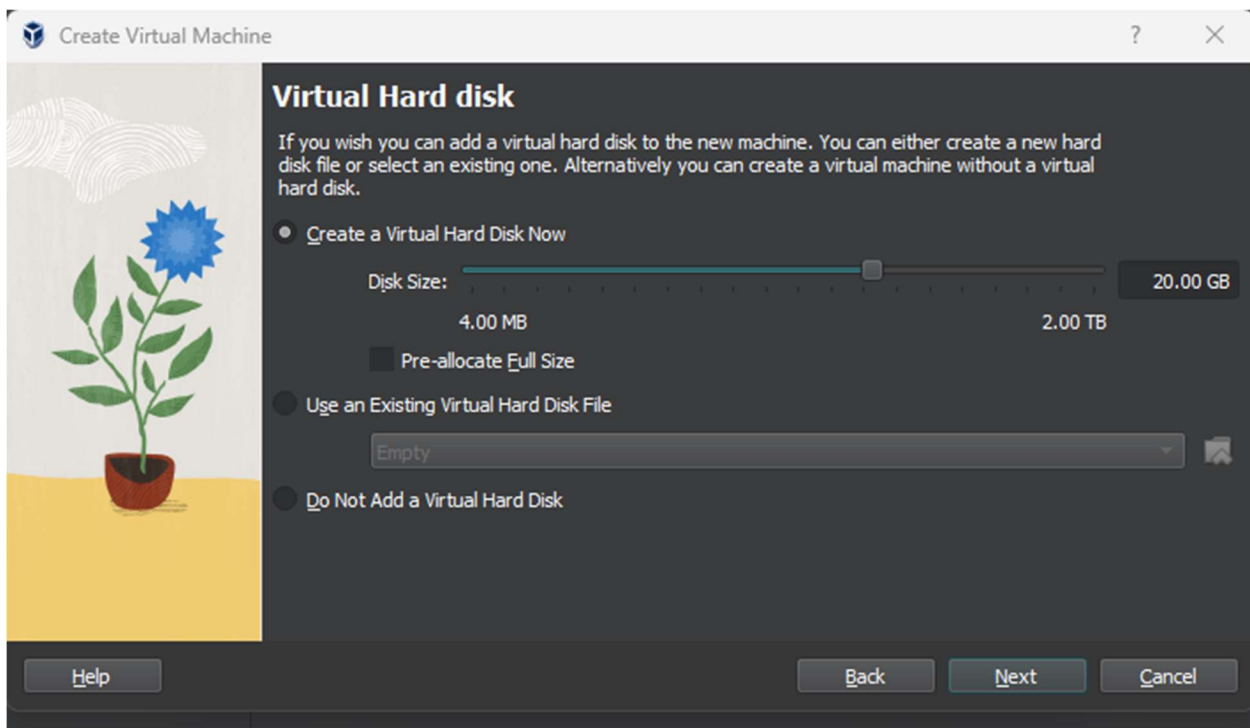 Create Virtual Machine
?
Virtual Hard disk
If you wish you can add a virtual hard disk to the new machine. You can either create a new hard
disk file or select an existing one. Alternatively you can create a virtual machine without a virtual
hard disk.
Create a Virtual Hard Disk Now
Disk Size: 20.00 GB
4.00 MB 2.00 TB
Pre-allocate Full Size
Use an Existing Virtual Hard Disk File
Empty
Do Not Add a Virtual Hard Disk
Help Back Next Cancel